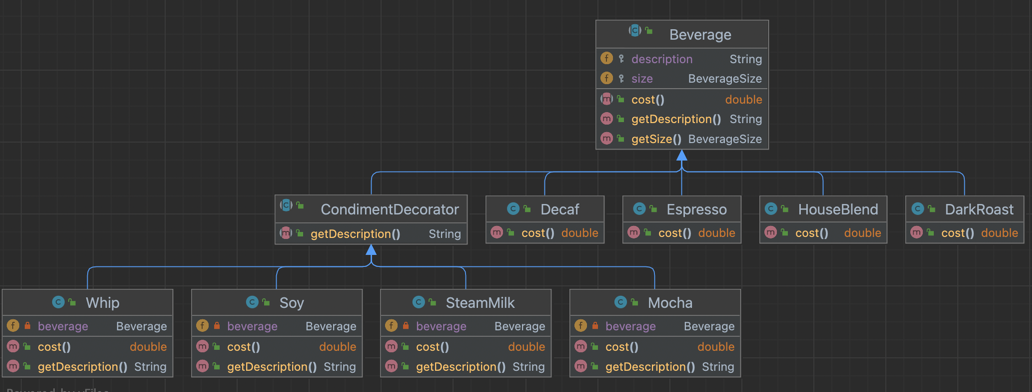 Beverage
description String
size BeverageSize
cost() double
getDescription() String
getSize() BeverageSize
CondimentDecorator
getDescription() String
Decaf
cost() double
Espresso
cost() double
HouseBlend
cost() double
DarkRoast
cost() double
Whip
beverage Beverage
cost() double
getDescription() String
Soy
beverage Beverage
cost() double
getDescription() String
SteamMilk
beverage Beverage
cost() double
getDescription() String
Mocha
beverage Beverage
cost() double
getDescription() String
Powered by yFiles